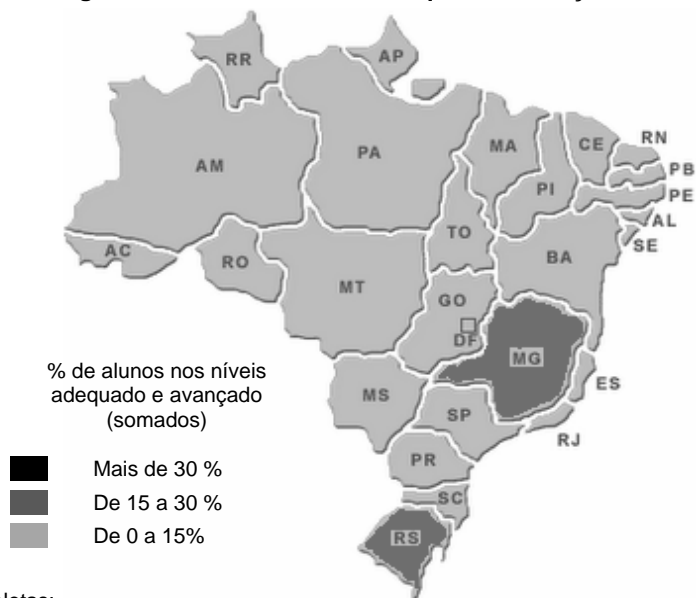 RR
AP
AM
PA
MA
CE
RN
PB
PI
PE
AL
SE
TO
AC
RO
BA
MT
GO
DF
MG
ES
MS
SP
RJ
PR
SC
RS
% de alunos nos níveis
adequado e avançado
(somados)
Mais de 30 %
De 15 a 30 %
De 0 a 15%